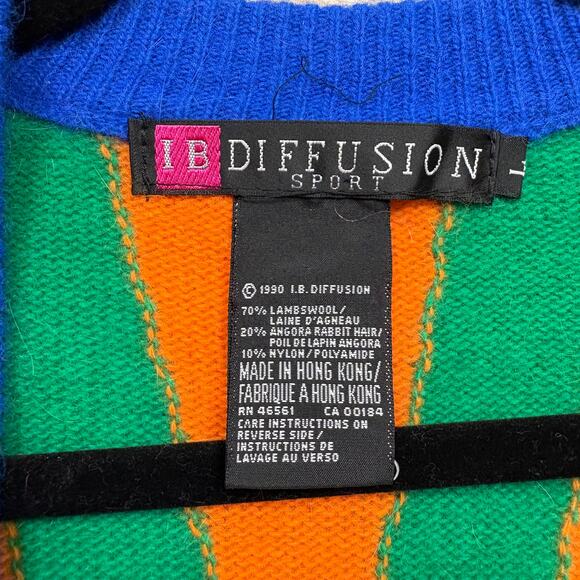 IB DIFFUSION
SPORT
L
© 1990 I.B. DIFFUSION
70% LAMBSWOOL/
LAINE D'AGNEAU
20% ANGORA RABBIT HAIR/
POIL DE LAPIN ANGORA
10% NYLON/POLYAMIDE
MADE IN HONG KONG/
FABRIQUE A HONG KONG
RN 46561 CA 00184
CARE INSTRUCTIONS ON
REVERSE SIDE/
INSTRUCTIONS DE
LAVAGE AU VERSO